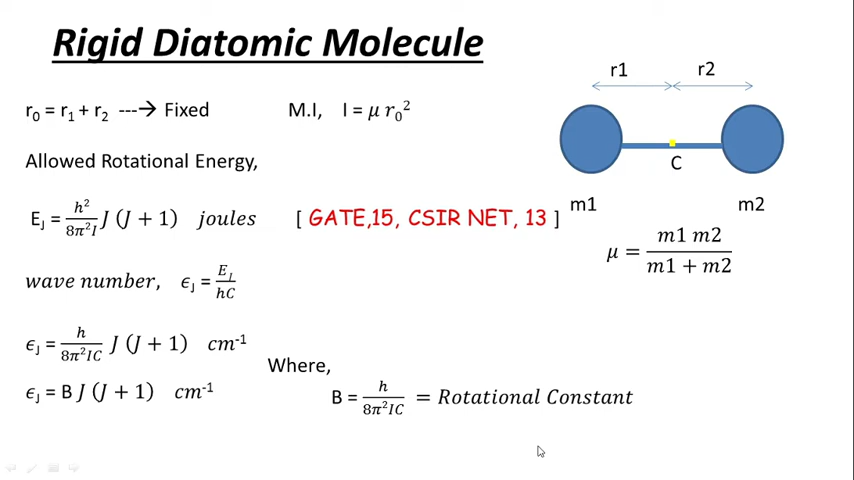 Rigid Diatomic Molecule
r1 r2
r₀ = r₁ + r₂ ---→ Fixed M.I, I = μ r₀²
C
Allowed Rotational Energy,
m1 m2
E_J = h²/8π²I J (J + 1) joules [ GATE,15, CSIR NET, 13 ]
μ = m1 m2/m1 + m2
wave number, ϵ_J = E_J/hC
ϵ_J = h/8π²IC J (J + 1) cm⁻¹
Where,
ϵ_J = B J (J + 1) cm⁻¹
B = h/8π²IC = Rotational Constant